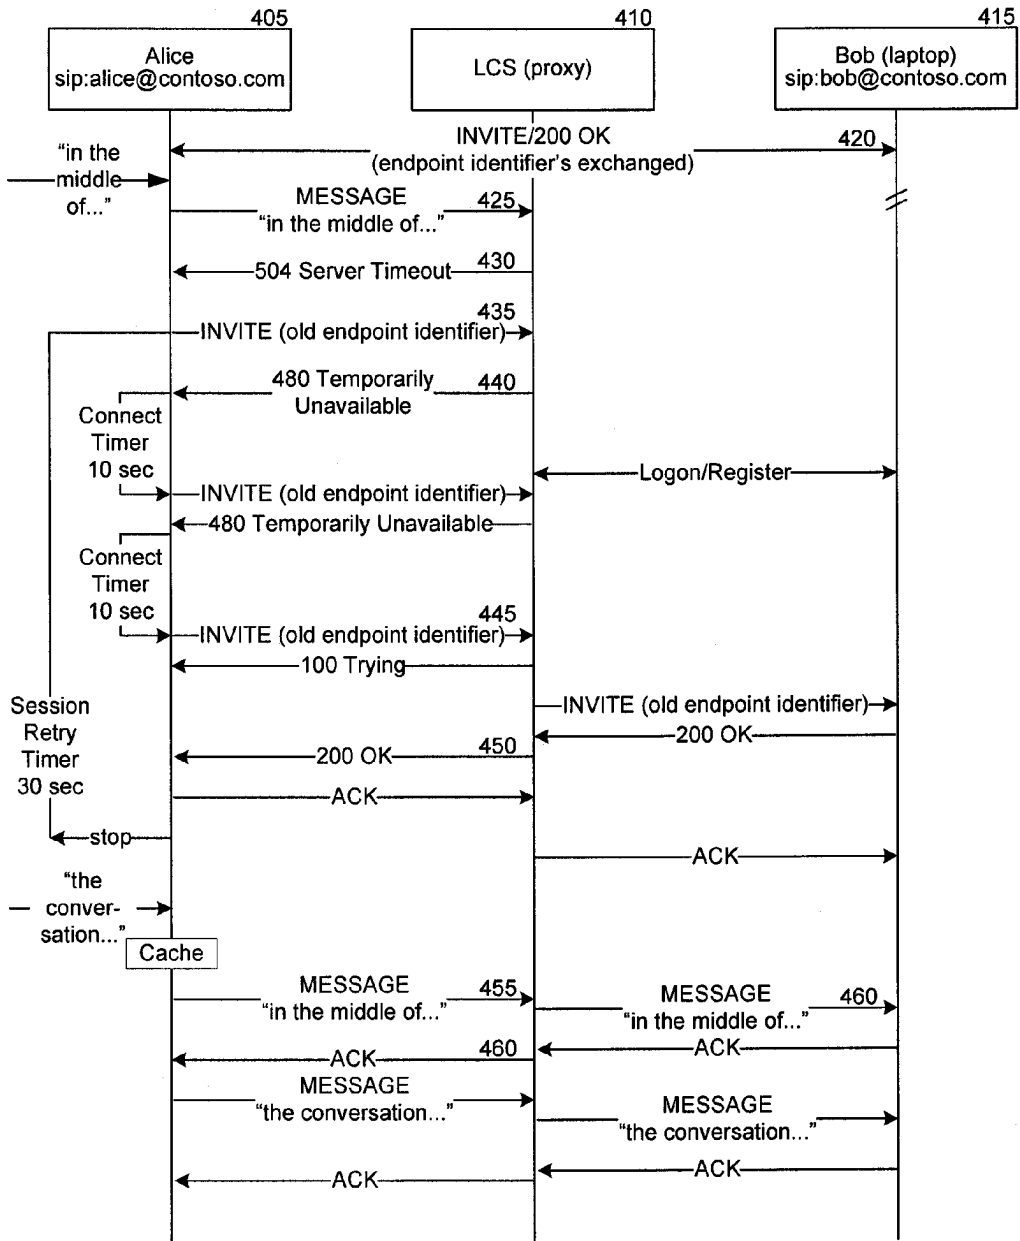 405
410
415
Alice
sip:alice@contoso.com
LCS (proxy)
Bob (laptop)
sip:bob@contoso.com
INVITE/200 OK
420
(endpoint identifier's exchanged)
“in the
middle
of...”
MESSAGE
425
“in the middle of...”
504 Server Timeout
430
435
INVITE (old endpoint identifier)
480 Temporarily
Unavailable
440
Connect
Timer
10 sec
Logon/Register
INVITE (old endpoint identifier)
480 Temporarily Unavailable
Connect
Timer
10 sec
445
INVITE (old endpoint identifier)
100 Trying
Session
Retry
Timer
30 sec
INVITE (old endpoint identifier)
200 OK
200 OK
450
ACK
stop
ACK
“the
conver-
sation...”
Cache
MESSAGE
455
“in the middle of...”
MESSAGE
460
“in the middle of...”
ACK
ACK
460
MESSAGE
“the conversation...”
MESSAGE
“the conversation...”
ACK
ACK